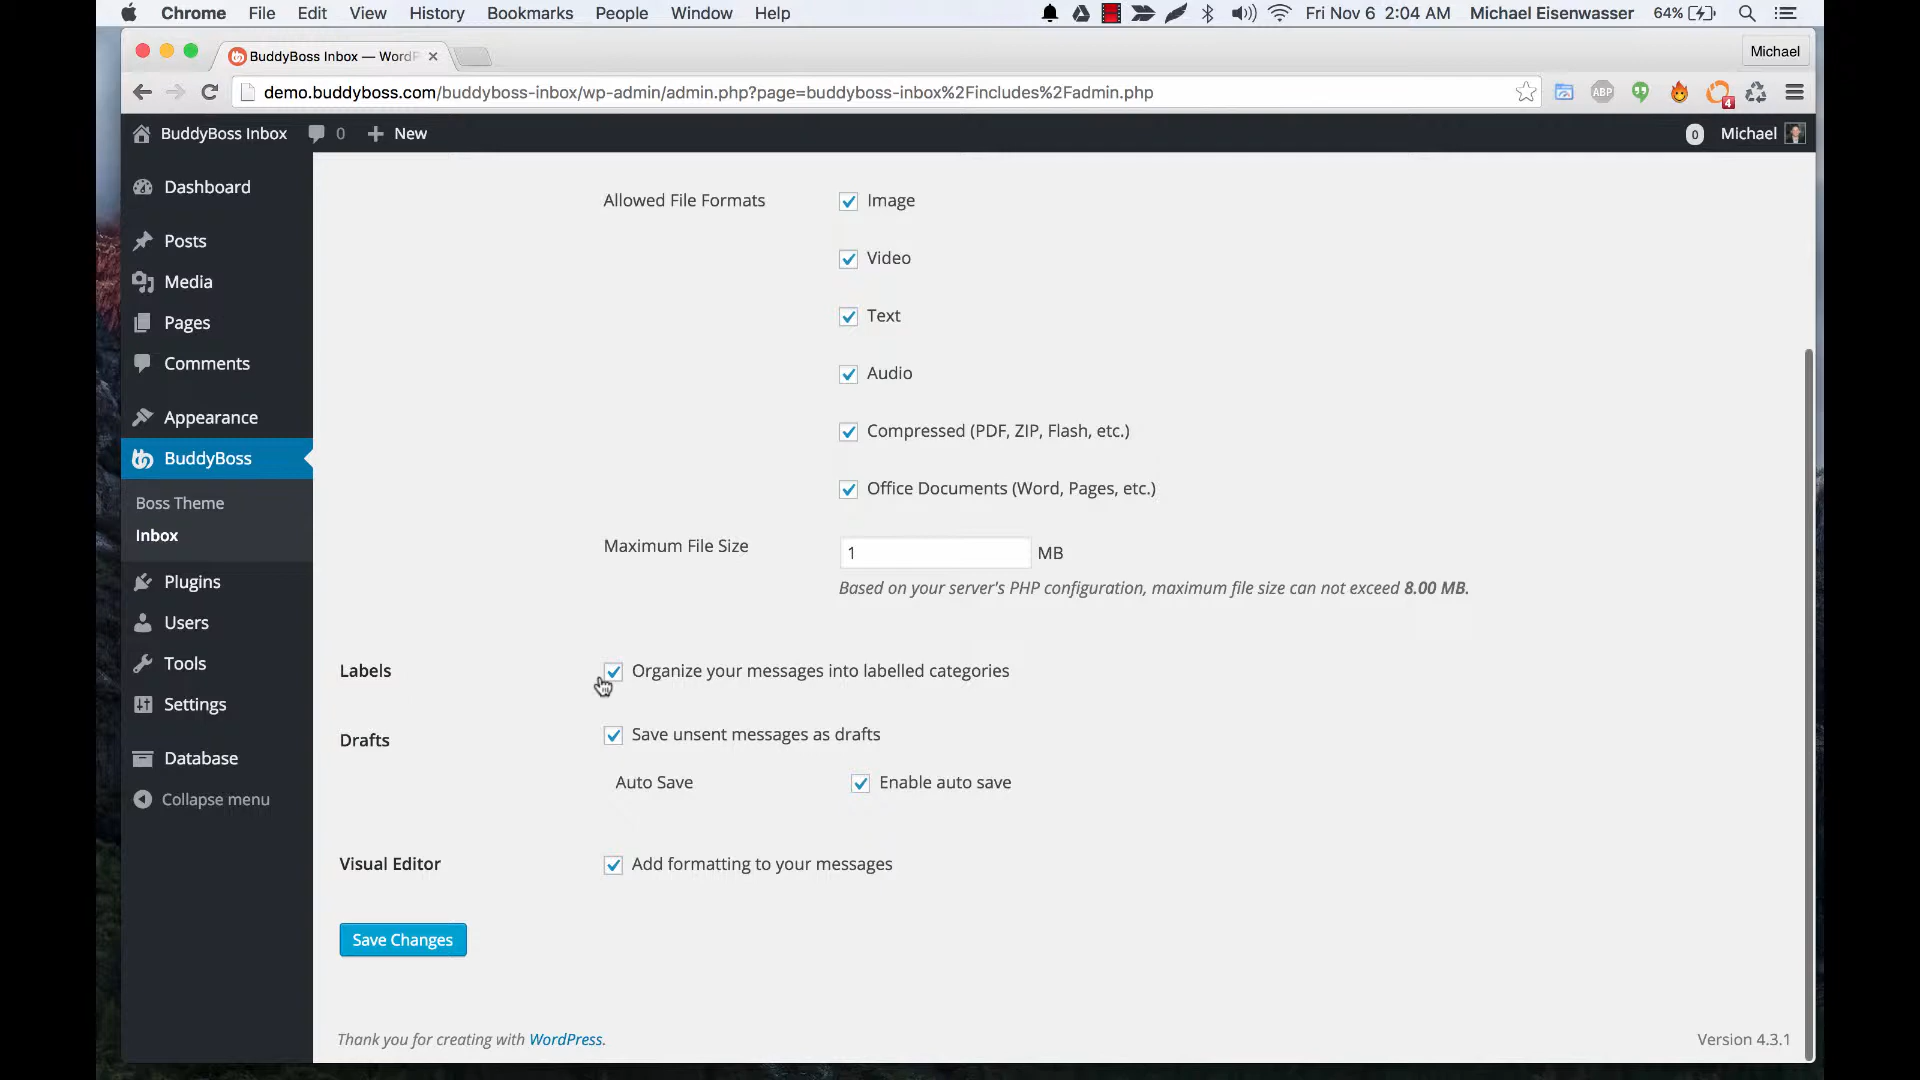 Chrome File Edit View History Bookmarks People Window Help Fri Nov 6 2:04 AM Michael Eisenwasser 64%
BuddyBoss Inbox — WordP
Michael
demo.buddyboss.com/buddyboss-inbox/wp-admin/admin.php?page=buddyboss-inbox%2Fincludes%2Fadmin.php
ABP
4
BuddyBoss Inbox 0 + New 0 Michael
Dashboard
Posts
Media
Pages
Comments
Appearance
BuddyBoss
Boss Theme
Inbox
Plugins
Users
Tools
Settings
Database
Collapse menu
Allowed File Formats
Image
Video
Text
Audio
Compressed (PDF, ZIP, Flash, etc.)
Office Documents (Word, Pages, etc.)
Maximum File Size
1 MB
Based on your server's PHP configuration, maximum file size can not exceed 8.00 MB.
Labels
Organize your messages into labelled categories
Drafts
Save unsent messages as drafts
Auto Save
Enable auto save
Visual Editor
Add formatting to your messages
Save Changes
Thank you for creating with WordPress.
Version 4.3.1